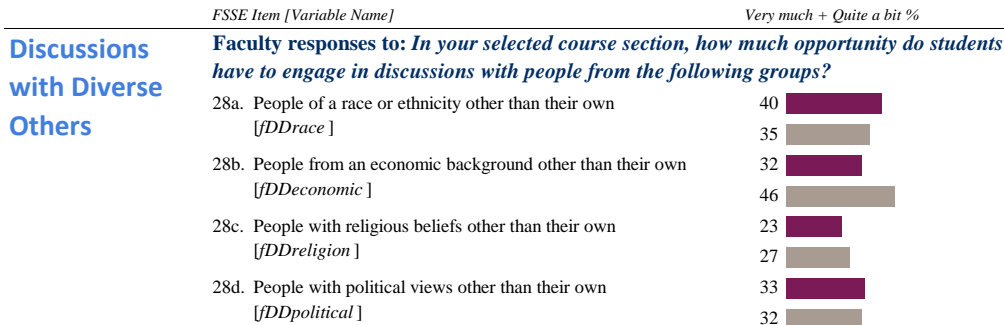 FSSE Item [Variable Name] Very much + Quite a bit %
Discussions
with Diverse
Others
Faculty responses to: In your selected course section, how much opportunity do students
have to engage in discussions with people from the following groups?
28a. People of a race or ethnicity other than their own 40
[fDDrace ] 35
28b. People from an economic background other than their own 32
[fDDeconomic ] 46
28c. People with religious beliefs other than their own 23
[fDDreligion ] 27
28d. People with political views other than their own 33
[fDDpolitical ] 32